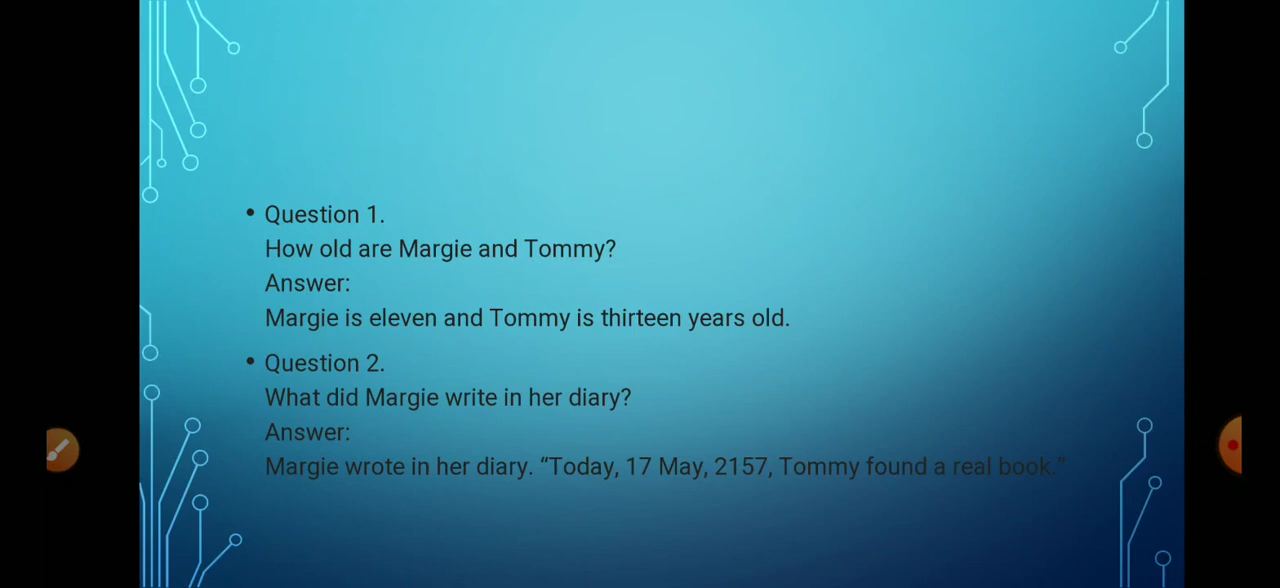 • Question 1.
How old are Margie and Tommy?
Answer:
Margie is eleven and Tommy is thirteen years old.
• Question 2.
What did Margie write in her diary?
Answer:
Margie wrote in her diary. “Today, 17 May, 2157, Tommy found a real book.”